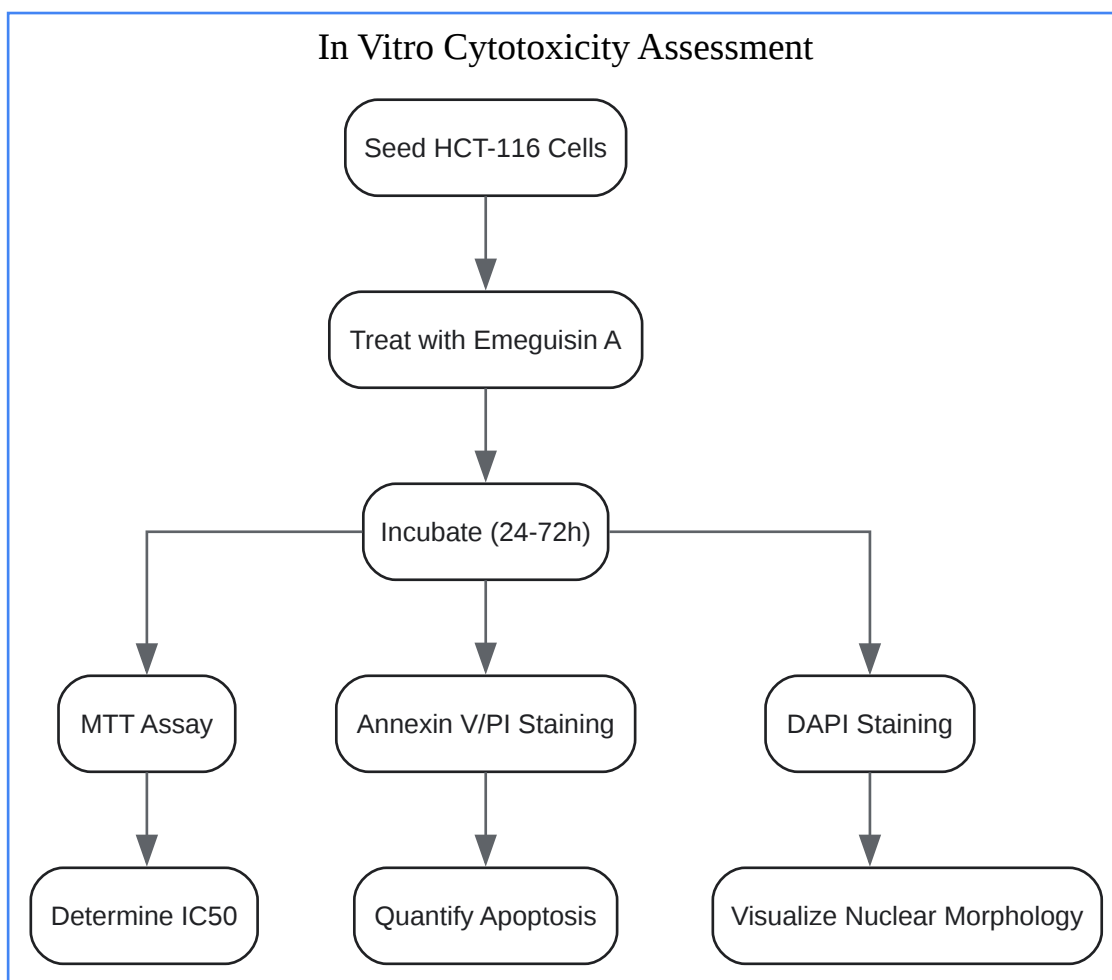 In Vitro Cytotoxicity Assessment
Seed HCT-116 Cells
Treat with Emeguisin A
Incubate (24-72h)
MTT Assay
Annexin V/PI Staining
DAPI Staining
Determine IC50
Quantify Apoptosis
Visualize Nuclear Morphology